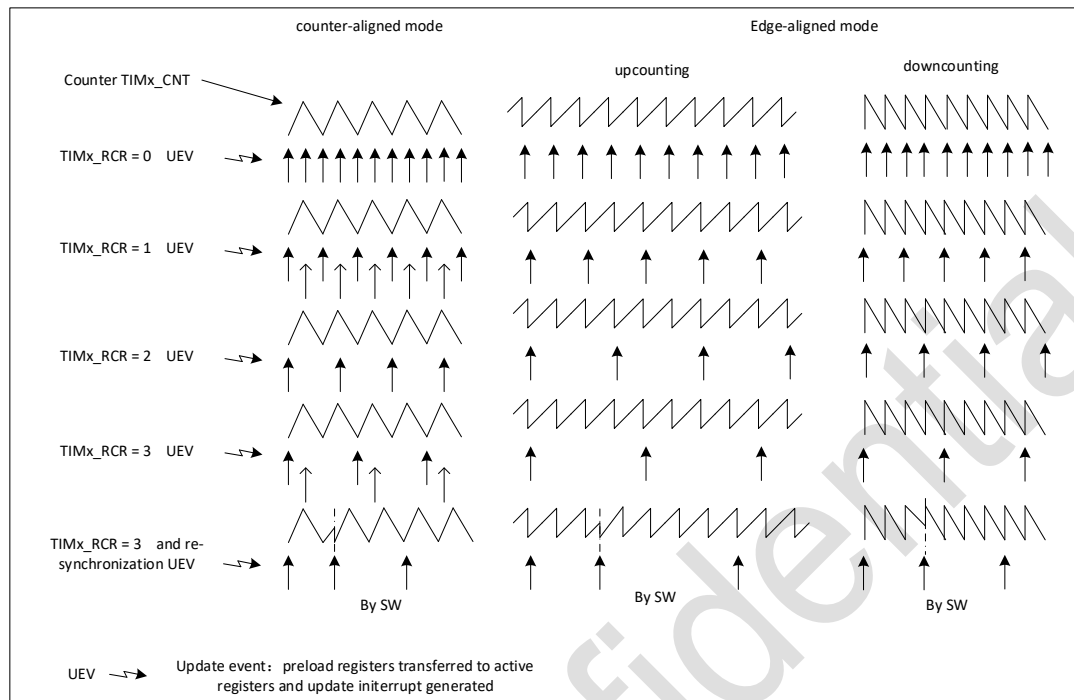 counter-aligned mode
Edge-aligned mode
upcounting
downcounting
Counter TIMx_CNT
TIMx_RCR = 0 UEV
TIMx_RCR = 1 UEV
TIMx_RCR = 2 UEV
TIMx_RCR = 3 UEV
TIMx_RCR = 3 and re-
synchronization UEV
By SW
By SW
By SW
UEV
Update event：preload registers transferred to active
registers and update initerrupt generated
fidential